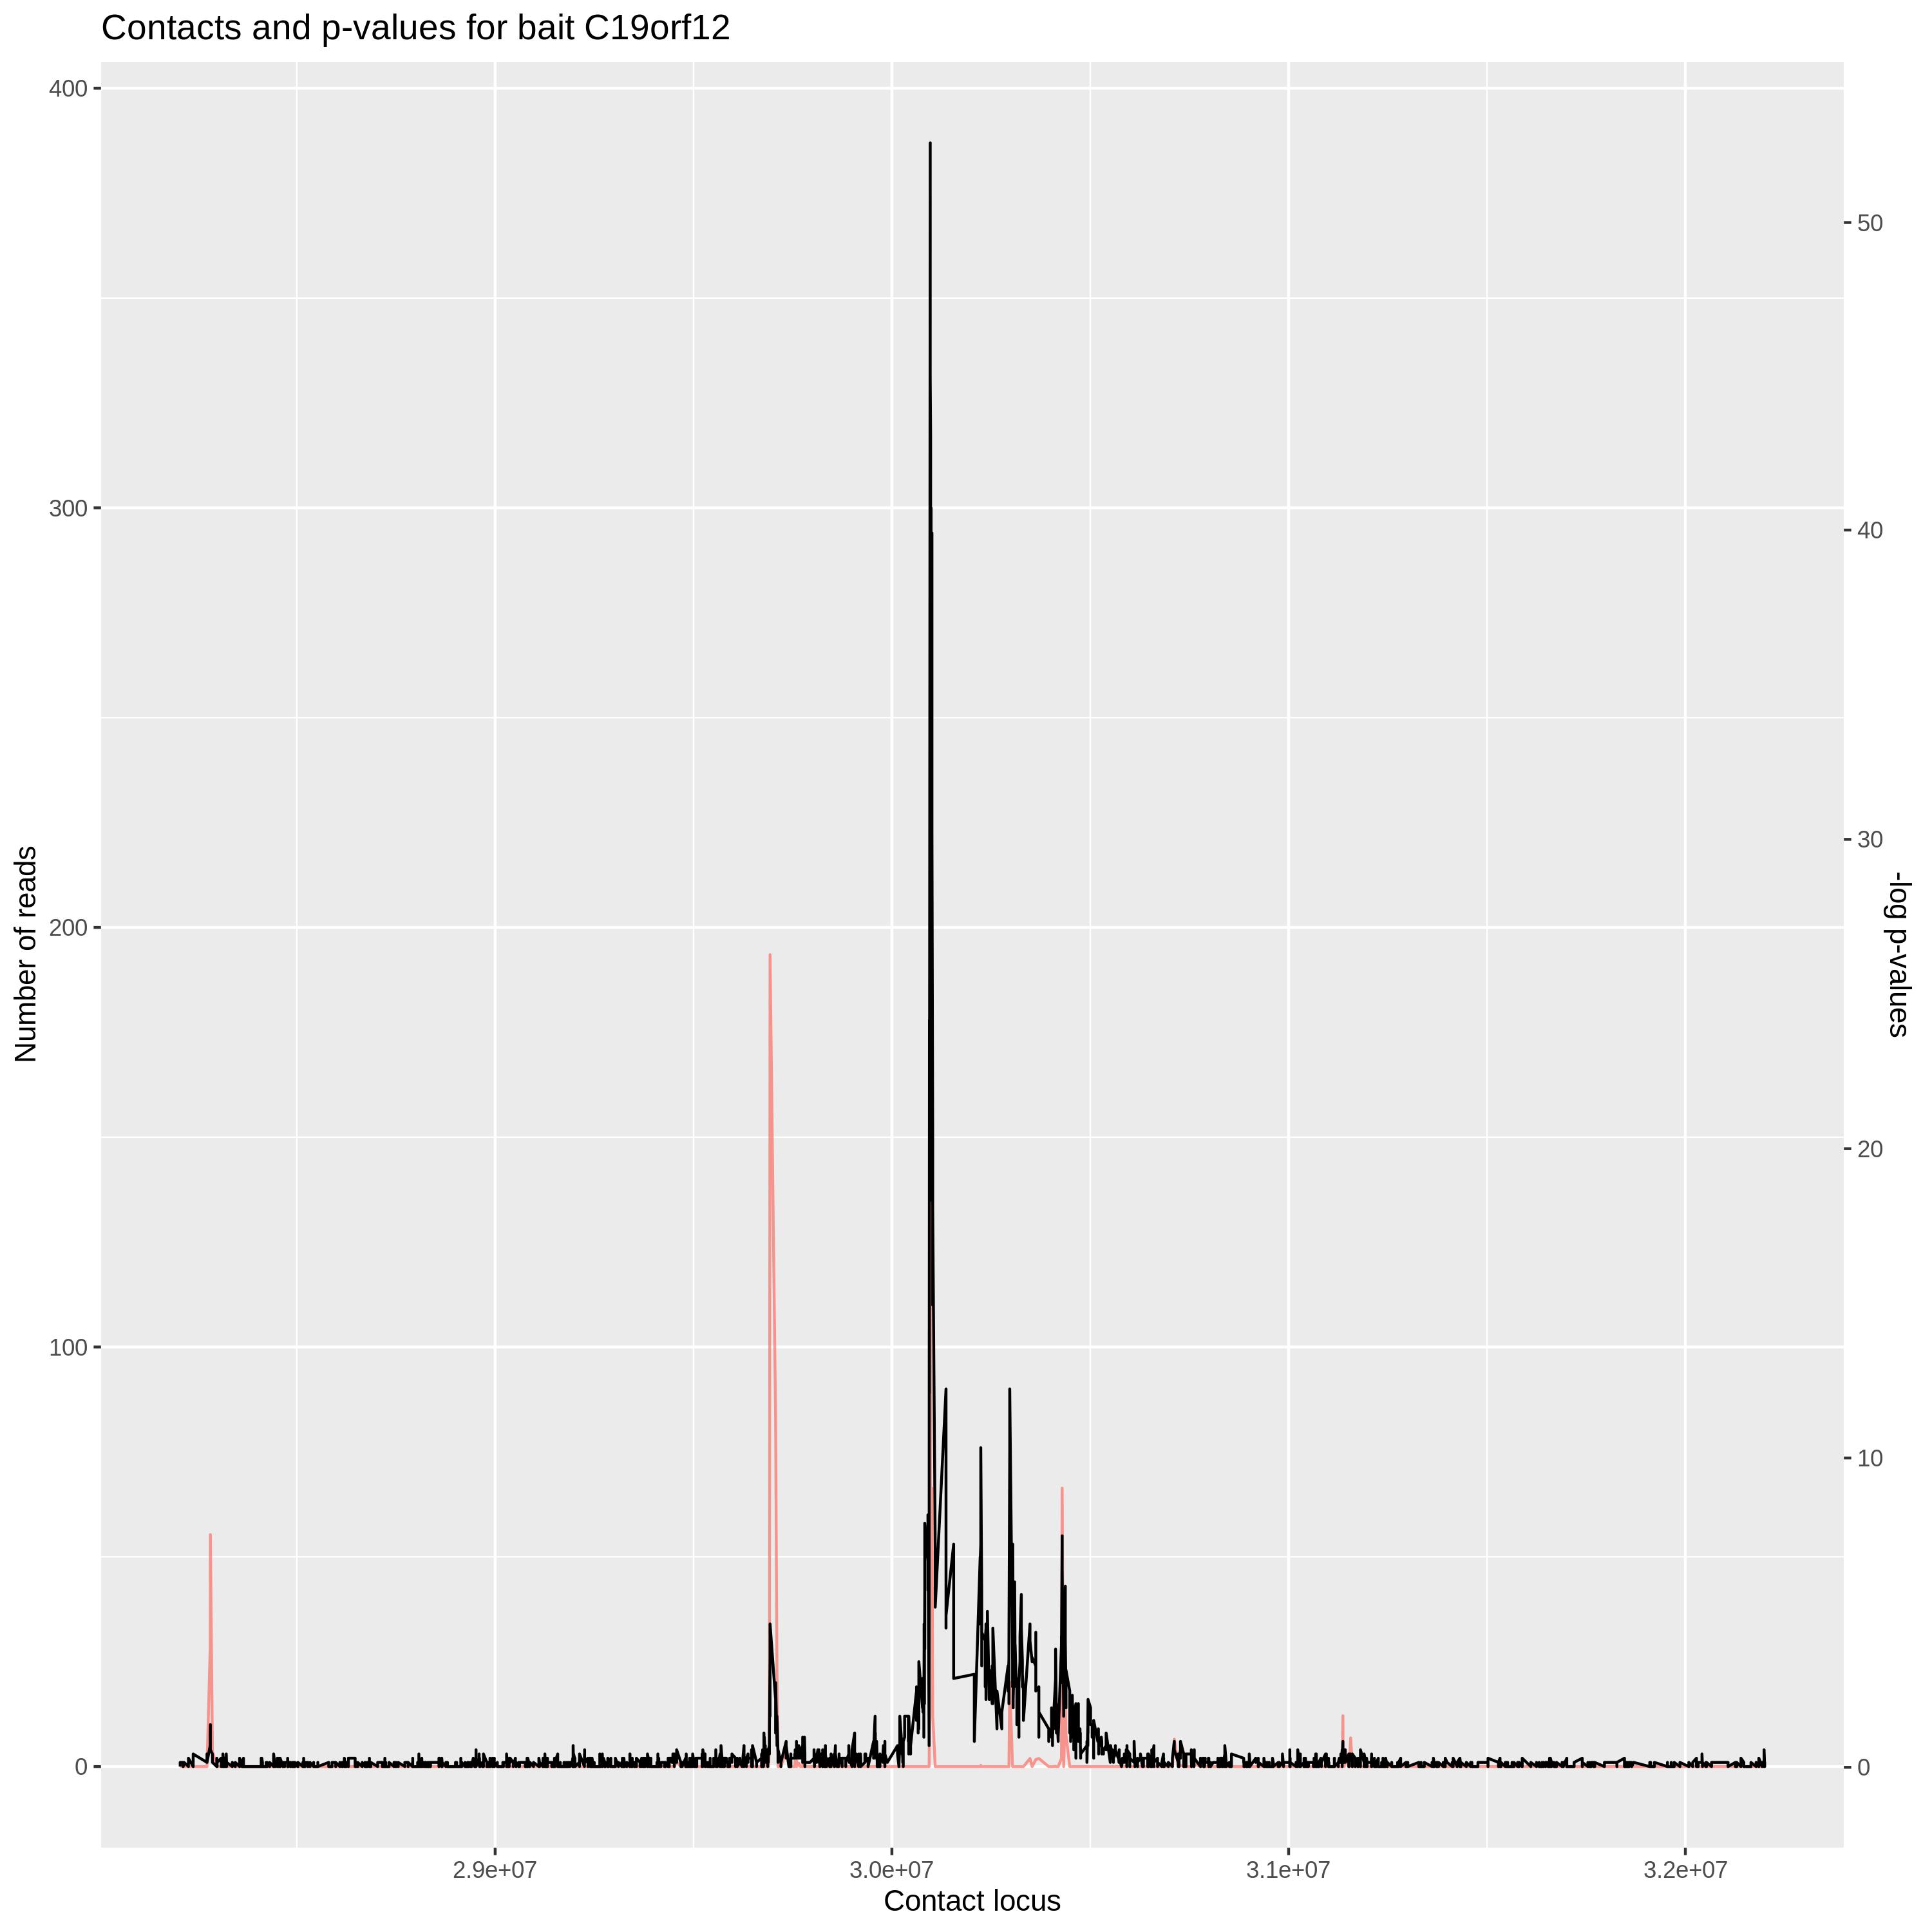 Contacts and p-values for bait C19orf12
400
300
200
100
0
Number of reads
50
40
30
20
10
0
-log p-values
2.9e+07 3.0e+07 3.1e+07 3.2e+07
Contact locus